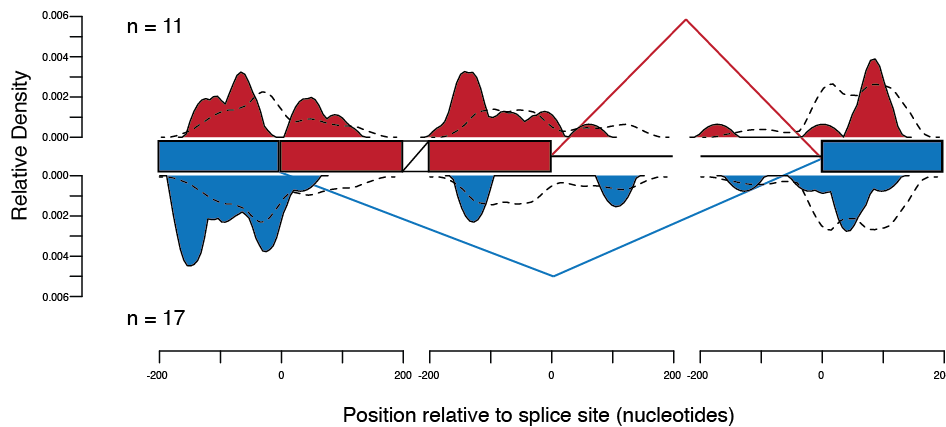 n = 11
Relative Density
0.006
0.004
0.002
0.000
0.000
0.002
0.004
0.006
n = 17
-200 0 200 -200 0 200 -200 0 20
Position relative to splice site (nucleotides)